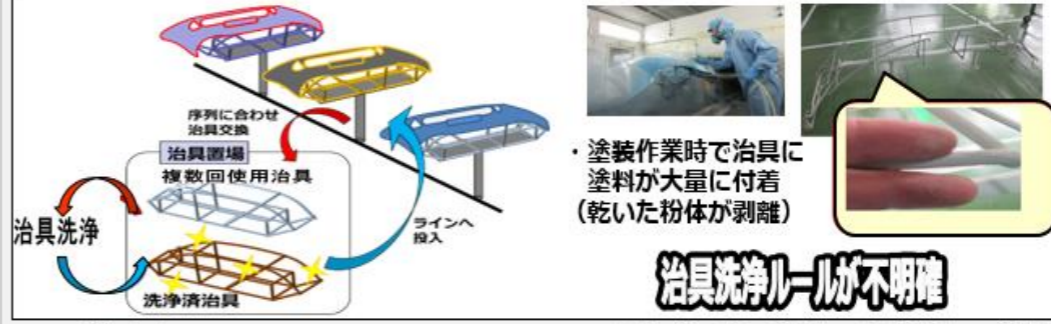 序列に合わせ
治具交換
治具置場
複数回使用治具
治具洗浄
洗浄済治具
ラインへ
投入
・塗装作業時で治具に
塗料が大量に付着
（乾いた粉体が剥離）
治具洗浄ルールが不明確